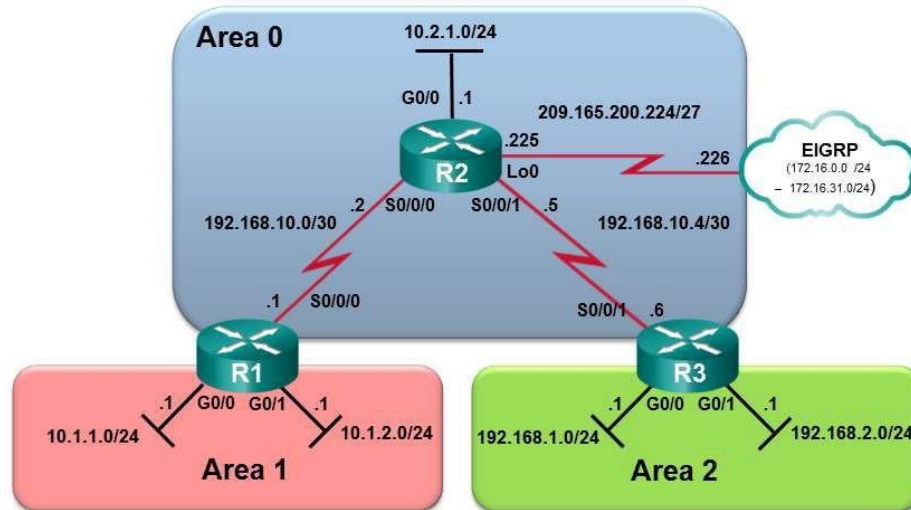 Area 0
10.2.1.0/24
G0/0
.1
209.165.200.224/27
.225
.226
EIGRP
(172.16.0.0 /24
– 172.16.31.0/24)
R2
Lo0
.2
S0/0/0
S0/0/1
.5
192.168.10.0/30
192.168.10.4/30
.1
S0/0/0
S0/0/1
.6
R1
R3
.1
G0/0
G0/1
.1
10.1.1.0/24
10.1.2.0/24
Area 1
.1
G0/0
G0/1
.1
192.168.1.0/24
192.168.2.0/24
Area 2